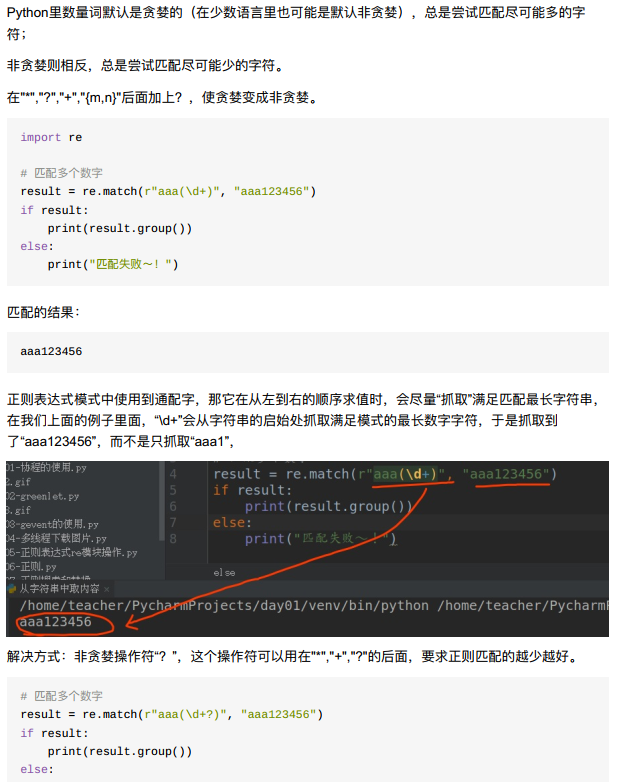 Python里数量词默认是贪婪的（在少数语言里也可能是默认非贪婪），总是尝试匹配尽可能多的字
符；
非贪婪则相反，总是尝试匹配尽可能少的字符。
在"*","?","+","{m,n}"后面加上？，使贪婪变成非贪婪。
import re
# 匹配多个数字
result = re.match(r"aaa(\d+)", "aaa123456")
if result:
print(result.group())
else:
print("匹配失败～！")
匹配的结果：
aaa123456
正则表达式模式中使用到通配字，那它在从左到右的顺序求值时，会尽量“抓取”满足匹配最长字符串，
在我们上面的例子里面，“\d+”会从字符串的启始处抓取满足模式的最长数字字符，于是抓取到
了“aaa123456”，而不是只抓取“aaa1”，
01-协程的使用.py
2.gif
02-greenlet.py
3.gif
03-gevent的使用.py
04-多线程下载图片.py
05-正则表达式re模块操作.py
06-正则.py
4 result = re.match(r"aaa(\d+)", "aaa123456")
5 if result:
6 print(result.group())
7 else:
8 print("匹配失败～！")
else
从字符串中取内容 ×
/home/teacher/PycharmProjects/day01/venv/bin/python /home/teacher/Pycharm
aaa123456
解决方式：非贪婪操作符“？”，这个操作符可以用在"*","+","?"的后面，要求正则匹配的越少越好。
# 匹配多个数字
result = re.match(r"aaa(\d+?)", "aaa123456")
if result:
print(result.group())
else: